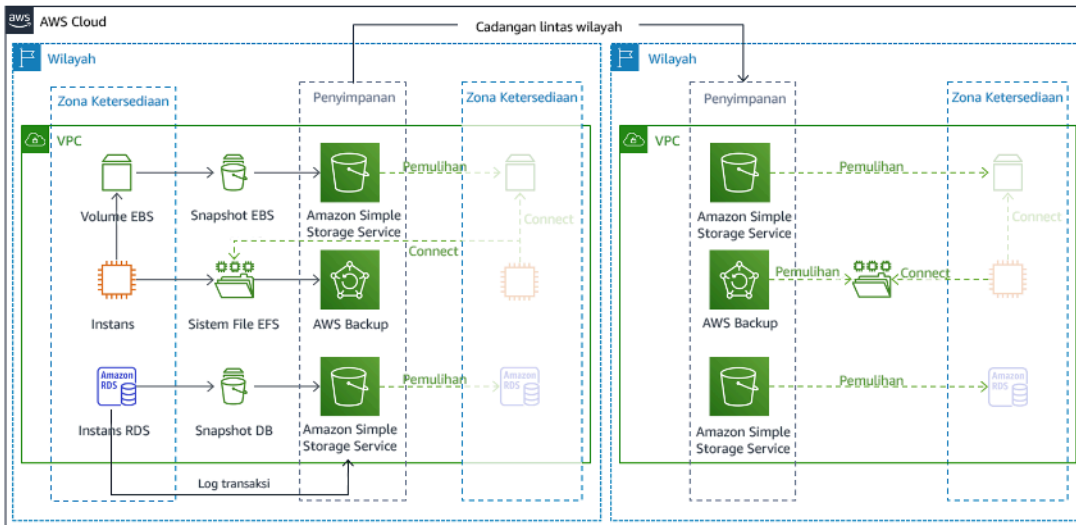 aws
AWS Cloud
Cadangan lintas wilayah
Wilayah
Wilayah
Zona Ketersediaan
Penyimpanan
Zona Ketersediaan
Penyimpanan
Zona Ketersediaan
VPC
VPC
Pemulihan
Pemulihan
Volume EBS
Snapshot EBS
Amazon Simple
Storage Service
Connect
Amazon Simple
Storage Service
Connect
Connect
Pemulihan
Connect
Instans
Sistem File EFS
AWS Backup
AWS Backup
Amazon
RDS
Pemulihan
Amazon
RDS
Pemulihan
Amazon
RDS
Instans RDS
Snapshot DB
Amazon Simple
Storage Service
Amazon Simple
Storage Service
Log transaksi